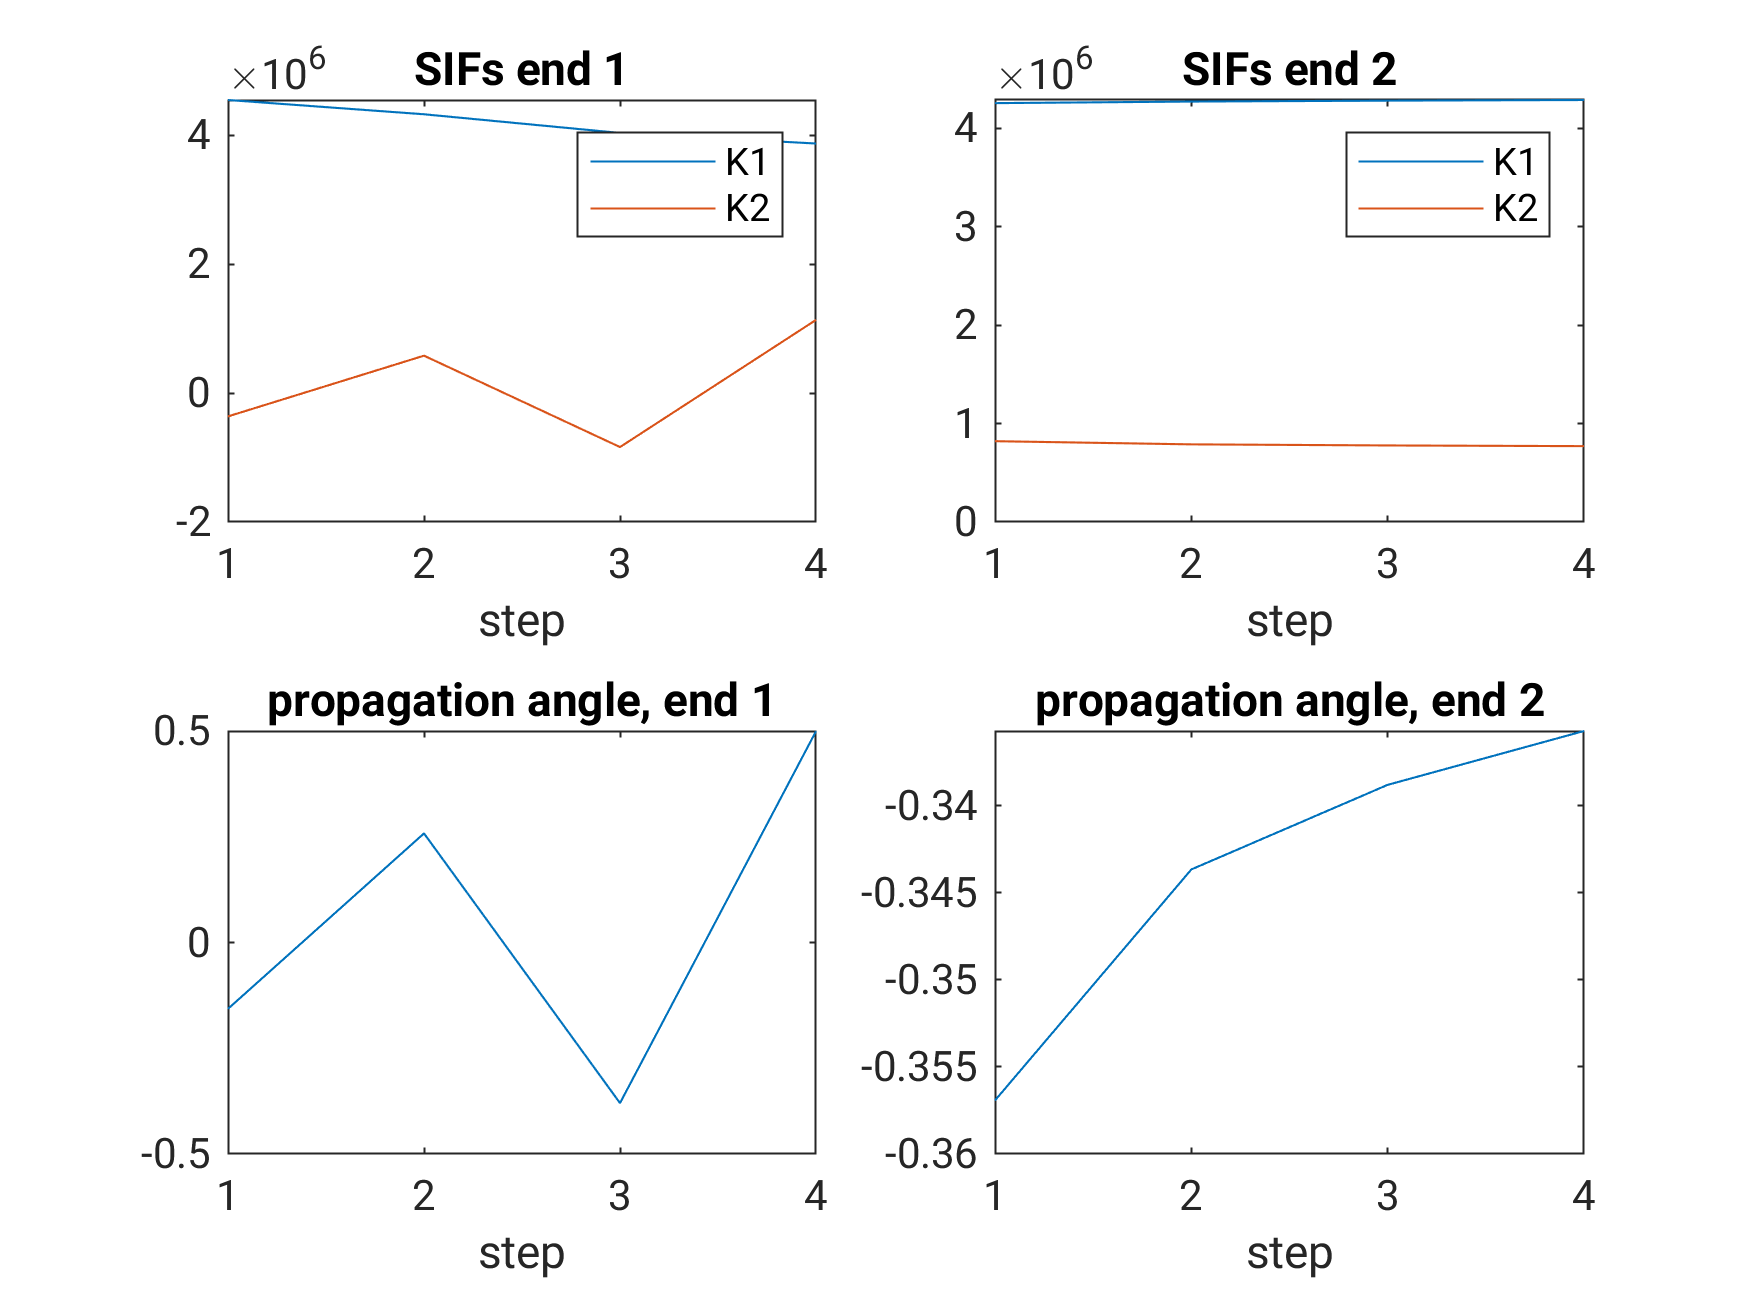 ×10^6
SIFs end 1
4
2
0
-2
K1
K2
1 2 3 4
step
×10^6
SIFs end 2
4
3
2
1
0
K1
K2
1 2 3 4
step
propagation angle, end 1
0.5
0
-0.5
1 2 3 4
step
propagation angle, end 2
-0.34
-0.345
-0.35
-0.355
-0.36
1 2 3 4
step